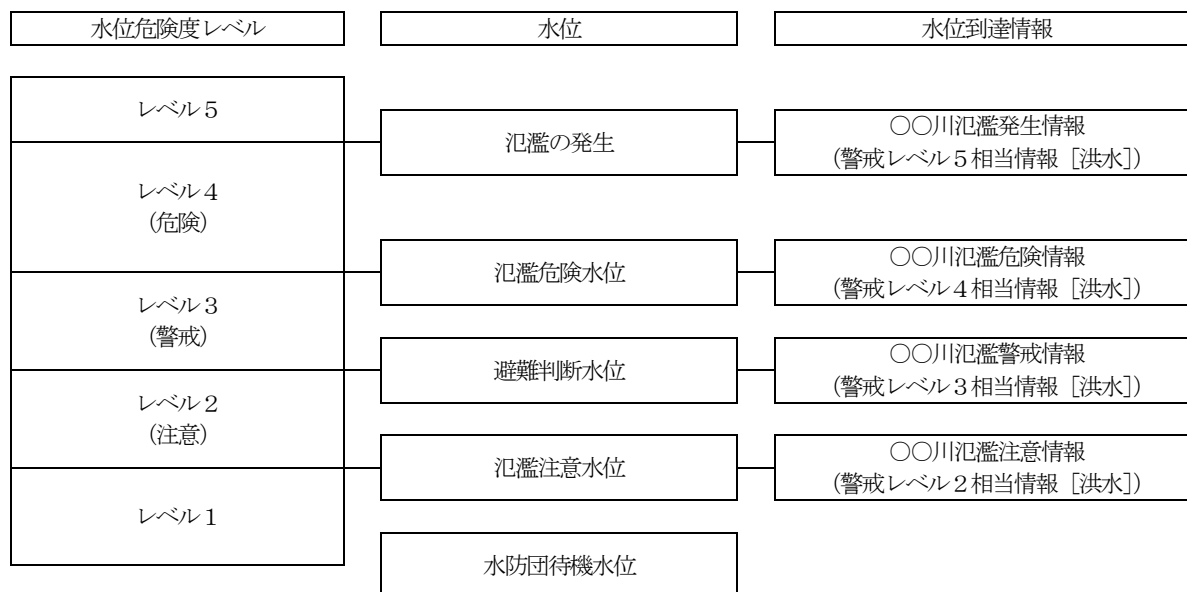 水位危険度レベル
水位
水位到達情報
レベル５
氾濫の発生
○○川氾濫発生情報
（警戒レベル５相当情報［洪水］）
レベル４
（危険）
氾濫危険水位
○○川氾濫危険情報
（警戒レベル４相当情報［洪水］）
レベル３
（警戒）
避難判断水位
○○川氾濫警戒情報
（警戒レベル３相当情報［洪水］）
レベル２
（注意）
氾濫注意水位
○○川氾濫注意情報
（警戒レベル２相当情報［洪水］）
レベル１
水防団待機水位